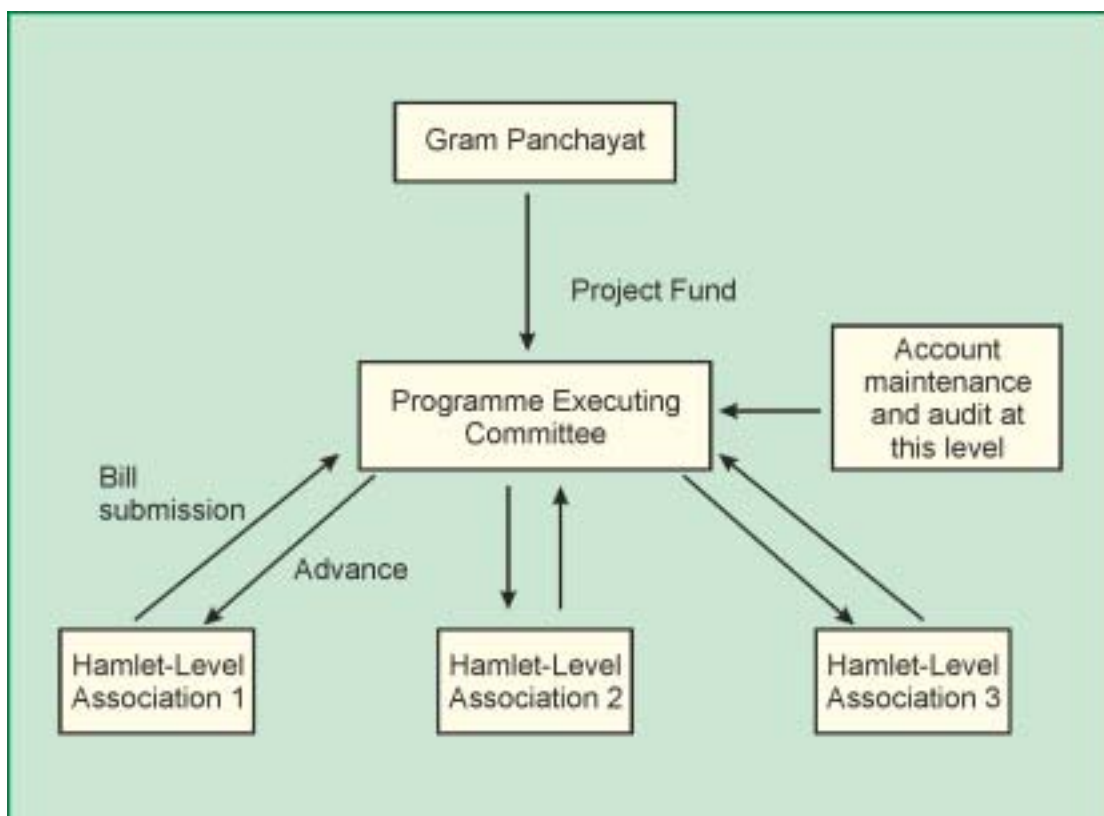 Gram Panchayat
Project Fund
Account
maintenance
and audit at
this level
Programme Executing
Committee
Bill
submission
Advance
Hamlet-Level
Association 1
Hamlet-Level
Association 2
Hamlet-Level
Association 3